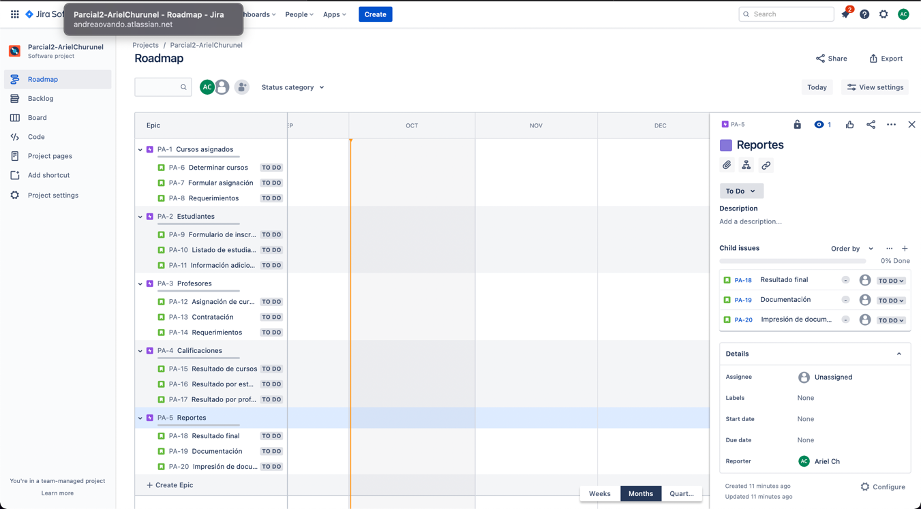 Jira Sof
Parcial2-ArielChurunel - Roadmap - Jira
andreaovando.atlassian.net
hboards
People
Apps
Create
Search
2
AC
Parcial2-ArielChurunel
Software project
Roadmap
Backlog
Board
Code
Project pages
Add shortcut
Project settings
You're in a team-managed project
Learn more
Projects / Parcial2-ArielChurunel
Roadmap
Share
Export
AC
Status category
Today
View settings
Epic
EP
OCT
NOV
DEC
PA-1 Cursos asignados
PA-6 Determinar cursos TO DO
PA-7 Formular asignación TO DO
PA-8 Requerimientos TO DO
PA-2 Estudiantes
PA-9 Formulario de inscr... TO DO
PA-10 Listado de estudia... TO DO
PA-11 Información adicio... TO DO
PA-3 Profesores
PA-12 Asignación de cur... TO DO
PA-13 Contratación TO DO
PA-14 Requerimientos TO DO
PA-4 Calificaciones
PA-15 Resultado de cursos TO DO
PA-16 Resultado por est... TO DO
PA-17 Resultado por prof... TO DO
PA-5 Reportes
PA-18 Resultado final TO DO
PA-19 Documentación TO DO
PA-20 Impresión de docu... TO DO
+ Create Epic
Weeks
Months
Quart...
PA-5
1
Reportes
To Do
Description
Add a description...
Child issues
Order by
0% Done
PA-18 Resultado final TO DO
PA-19 Documentación TO DO
PA-20 Impresión de docum... TO DO
Details
Assignee Unassigned
Labels None
Start date None
Due date None
Reporter AC Ariel Ch
Created 11 minutes ago
Updated 11 minutes ago
Configure